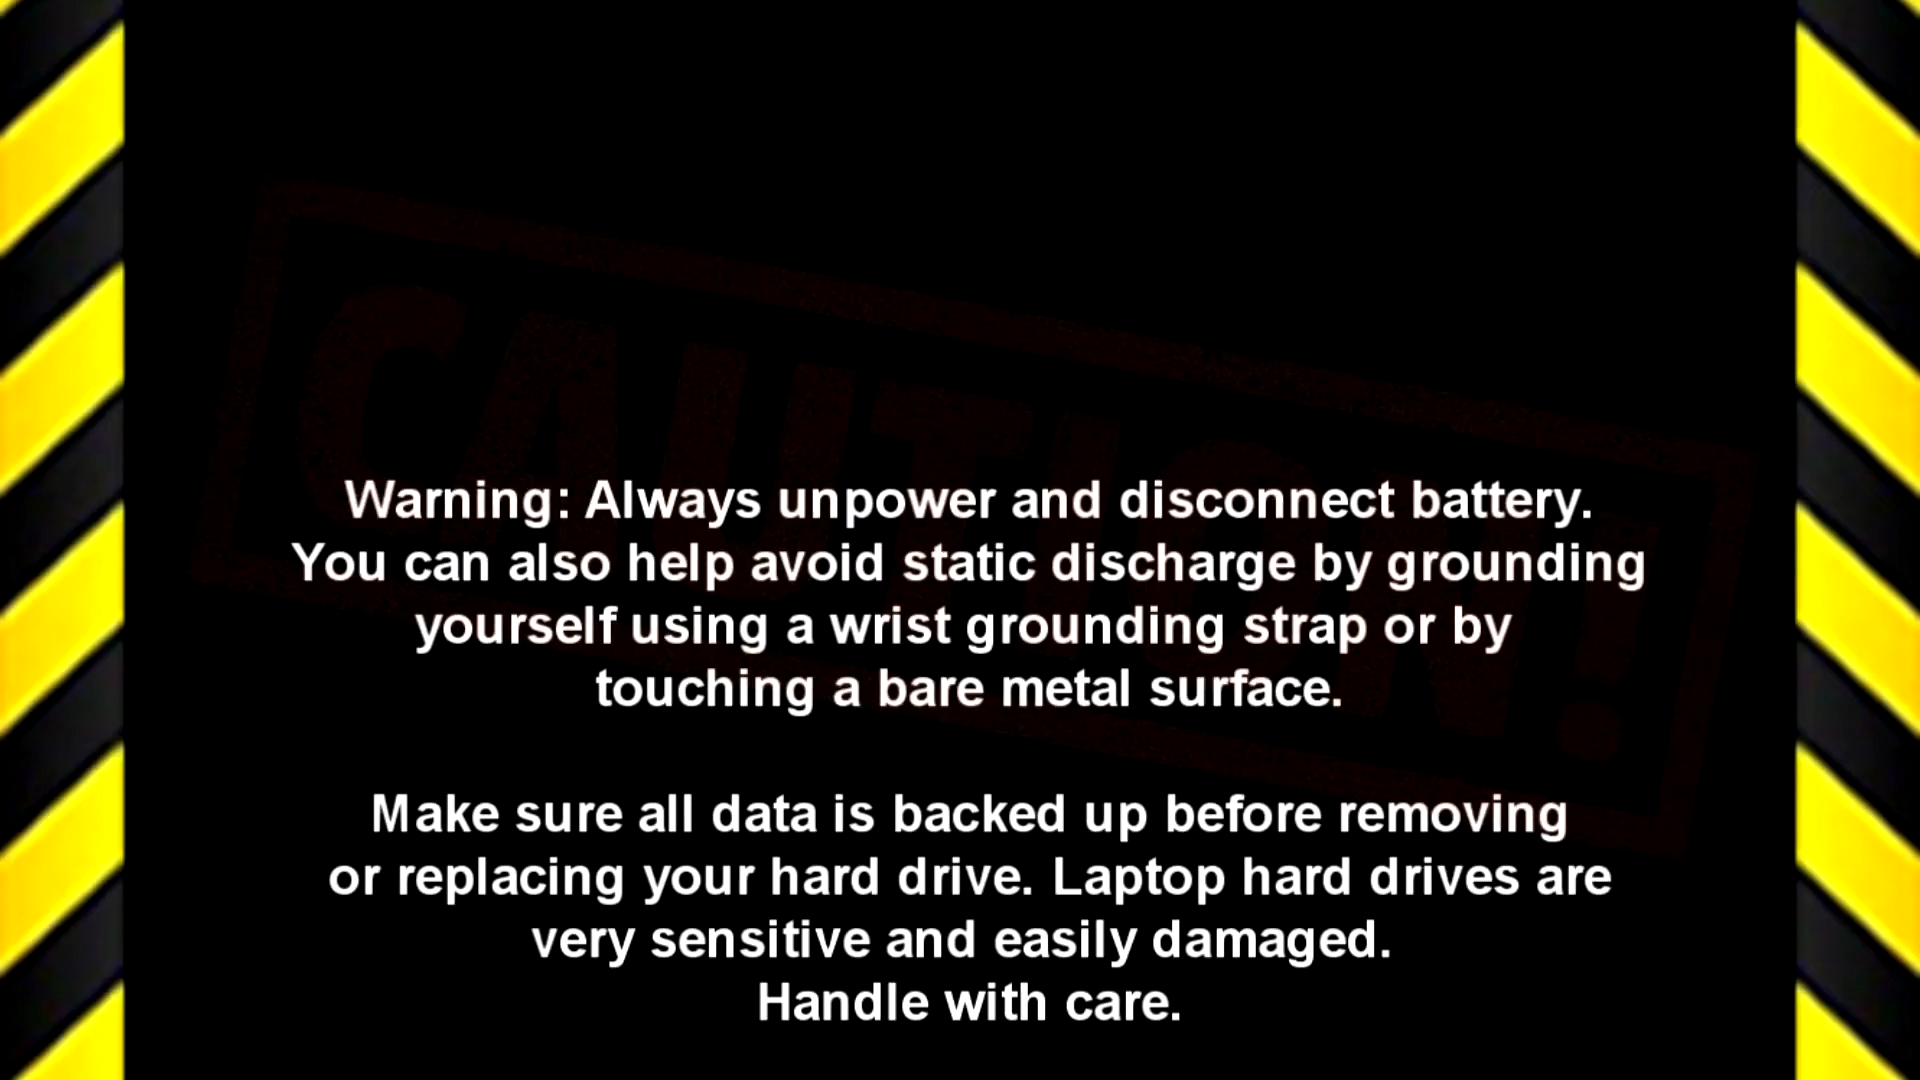 CAUTION!
Warning: Always unpower and disconnect battery.
You can also help avoid static discharge by grounding
yourself using a wrist grounding strap or by
touching a bare metal surface.
Make sure all data is backed up before removing
or replacing your hard drive. Laptop hard drives are
very sensitive and easily damaged.
Handle with care.